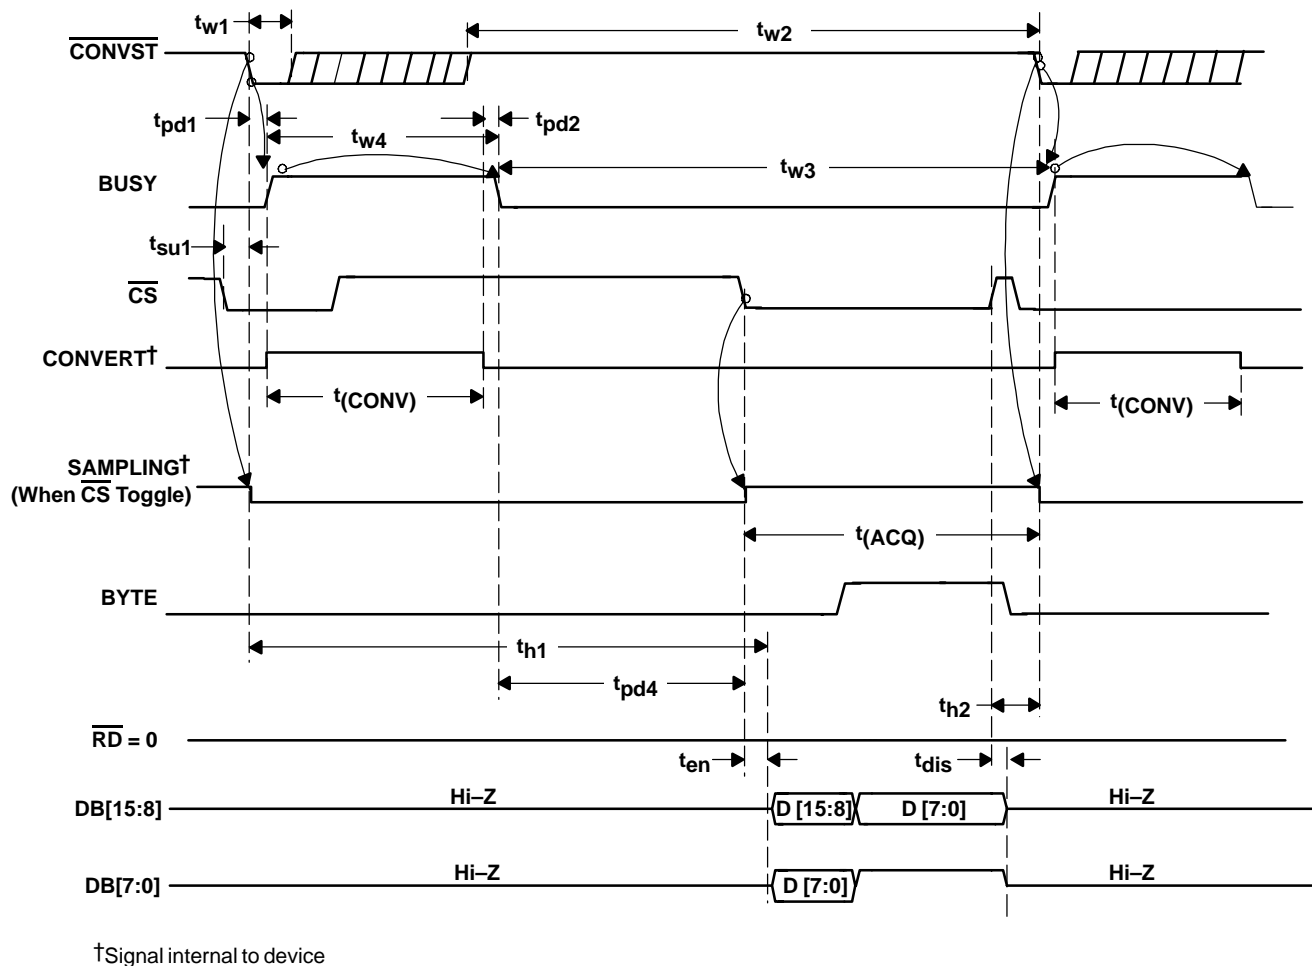 tw1
tw2
CONVST
tpd1
tw4
tpd2
BUSY
tw3
tsu1
CS
CONVERT†
t(CONV)
t(CONV)
SAMPLING†
(When CS Toggle)
t(ACQ)
BYTE
th1
tpd4
th2
RD = 0
ten
tdis
DB[15:8]
Hi–Z
D [15:8]
D [7:0]
Hi–Z
DB[7:0]
Hi–Z
D [7:0]
Hi–Z
†Signal internal to device